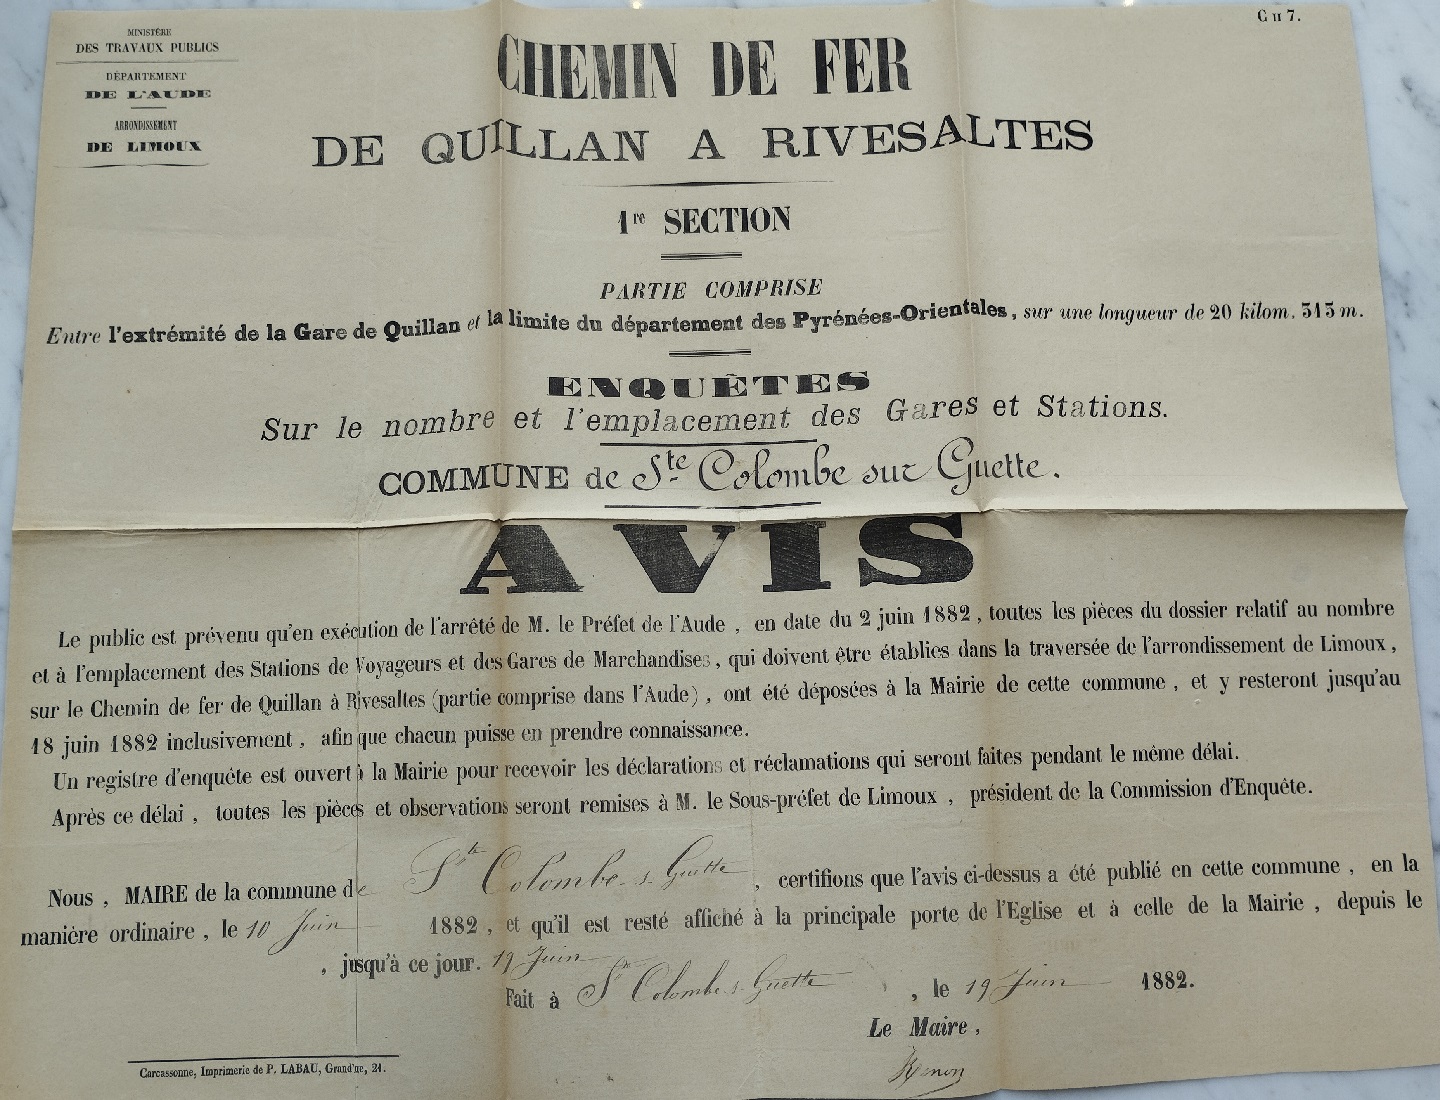 G n 7.
MINISTÈRE
DES TRAVAUX PUBLICS
DÉPARTEMENT
DE L'AUDE
ARRONDISSEMENT
DE LIMOUX
CHEMIN DE FER
DE QUILLAN A RIVESALTES
1re SECTION
PARTIE COMPRISE
Entre l'extrémité de la Gare de Quillan et la limite du département des Pyrénées-Orientales, sur une longueur de 20 kilom. 313 m.
ENQUÊTES
Sur le nombre et l'emplacement des Gares et Stations.
COMMUNE de Ste Colombe sur Guette.
AVIS
Le public est prévenu qu'en exécution de l'arrêté de M. le Préfet de l'Aude, en date du 2 juin 1882, toutes les pièces du dossier relatif au nombre
et à l'emplacement des Stations de Voyageurs et des Gares de Marchandises, qui doivent être établies dans la traversée de l'arrondissement de Limoux,
sur le Chemin de fer de Quillan à Rivesaltes (partie comprise dans l'Aude), ont été déposées à la Mairie de cette commune, et y resteront jusqu'au
18 juin 1882 inclusivement, afin que chacun puisse en prendre connaissance.
Un registre d'enquête est ouvert à la Mairie pour recevoir les déclarations et réclamations qui seront faites pendant le même délai.
Après ce délai, toutes les pièces et observations seront remises à M. le Sous-préfet de Limoux, président de la Commission d'Enquête.
Nous, MAIRE de la commune de Ste Colombe s. Guette, certifions que l'avis ci-dessus a été publié en cette commune, en la
manière ordinaire, le 10 Juin 1882, et qu'il est resté affiché à la principale porte de l'Eglise et à celle de la Mairie, depuis le
, jusqu'à ce jour. 19 Juin
Fait à Ste Colombe s. Guette, le 19 Juin 1882.
Le Maire,
Carcassonne, Imprimerie de P. LABAU, Grand'rue, 21.